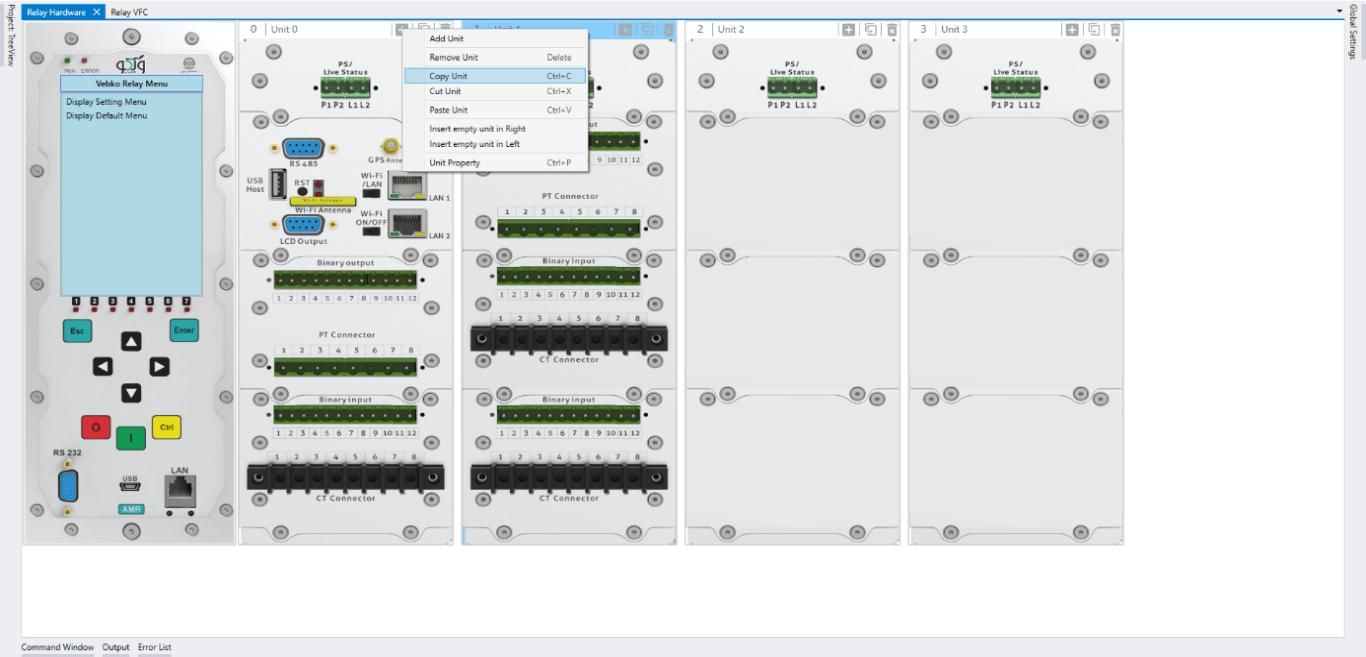 Relay Hardware
Relay VFC
Project: TreeView
Global Settings
RUN ERROR
Vebko Relay Menu
Display Setting Menu
Display Default Menu
1 2 3 4 5 6 7
Esc
Enter
O
I
Ctrl
RS 232
USB
LAN
AMR
0 Unit 0
PS/
Live Status
P1 P2 L1 L2
RS 485
GPS Ante
USB
Host
RST
Wi-Fi
/LAN
LAN 1
Wi-Fi Antenna
Wi-Fi Antenna
Wi-Fi
ON/OFF
LAN 2
LCD Output
Binary output
1 2 3 4 5 6 7 8 9 10 11 12
PT Connector
1 2 3 4 5 6 7 8
Binary input
1 2 3 4 5 6 7 8 9 10 11 12
1 2 3 4 5 6 7 8
CT Connector
Add Unit
Remove Unit Delete
Copy Unit Ctrl+C
Cut Unit Ctrl+X
Paste Unit Ctrl+V
Insert empty unit in Right
Insert empty unit in Left
Unit Property Ctrl+P
9 10 11 12
PT Connector
1 2 3 4 5 6 7 8
Binary input
1 2 3 4 5 6 7 8 9 10 11 12
1 2 3 4 5 6 7 8
CT Connector
Binary input
1 2 3 4 5 6 7 8 9 10 11 12
1 2 3 4 5 6 7 8
CT Connector
2 Unit 2
PS/
Live Status
P1 P2 L1 L2
3 Unit 3
PS/
Live Status
P1 P2 L1 L2
Command Window
Output
Error List